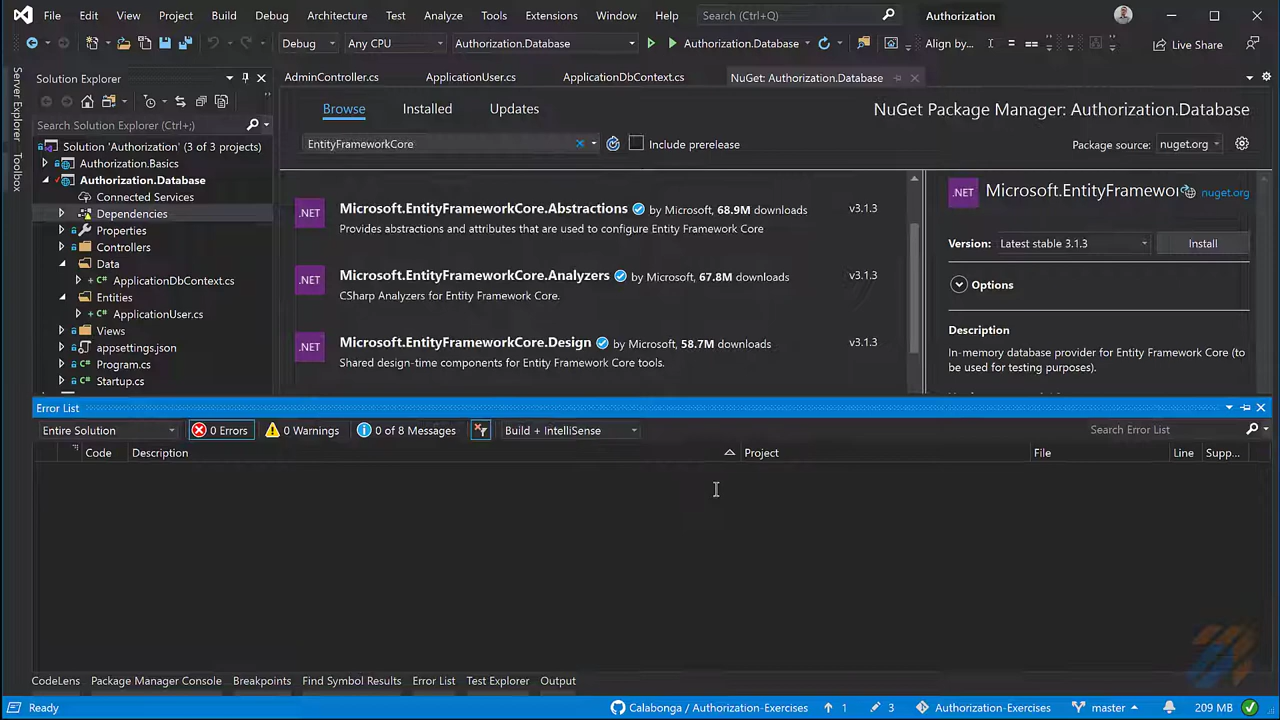 File Edit View Project Build Debug Architecture Test Analyze Tools Extensions Window Help Search (Ctrl+Q) Authorization
Debug Any CPU Authorization.Database Authorization.Database Align by... Live Share
Server Explorer
Toolbox
Solution Explorer
Search Solution Explorer (Ctrl+;)
Solution 'Authorization' (3 of 3 projects)
Authorization.Basics
Authorization.Database
Connected Services
Dependencies
Properties
Controllers
Data
ApplicationDbContext.cs
Entities
ApplicationUser.cs
Views
appsettings.json
Program.cs
Startup.cs
AdminController.cs ApplicationUser.cs ApplicationDbContext.cs NuGet: Authorization.Database
Browse Installed Updates NuGet Package Manager: Authorization.Database
EntityFrameworkCore Include prerelease Package source: nuget.org
.NET Microsoft.EntityFrameworkCore.Abstractions by Microsoft, 68.9M downloads v3.1.3
Provides abstractions and attributes that are used to configure Entity Framework Core
.NET Microsoft.EntityFrameworkCore.Analyzers by Microsoft, 67.8M downloads v3.1.3
CSharp Analyzers for Entity Framework Core.
.NET Microsoft.EntityFrameworkCore.Design by Microsoft, 58.7M downloads v3.1.3
Shared design-time components for Entity Framework Core tools.
.NET Microsoft.EntityFramewor nuget.org
Version: Latest stable 3.1.3 Install
Options
Description
In-memory database provider for Entity Framework Core (to
be used for testing purposes).
Error List
Entire Solution 0 Errors 0 Warnings 0 of 8 Messages Build + IntelliSense Search Error List
Code Description Project File Line Supp...
CodeLens Package Manager Console Breakpoints Find Symbol Results Error List Test Explorer Output
Ready Calabonga / Authorization-Exercises 1 3 Authorization-Exercises master 209 MB